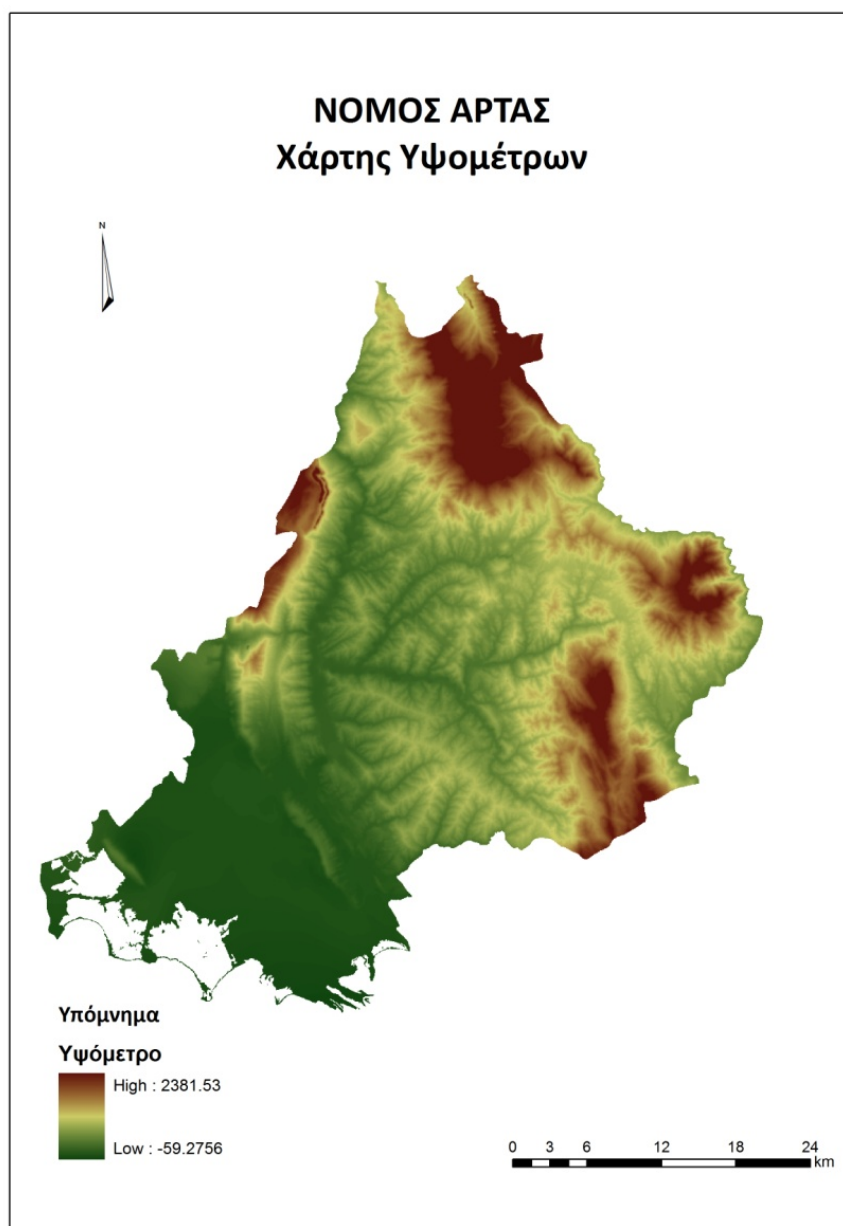 ΝΟΜΟΣ ΑΡΤΑΣ
Χάρτης Υψομέτρων
N
Υπόμνημα
Υψόμετρο
High : 2381.53
Low : -59.2756
0 3 6 12 18 24
km